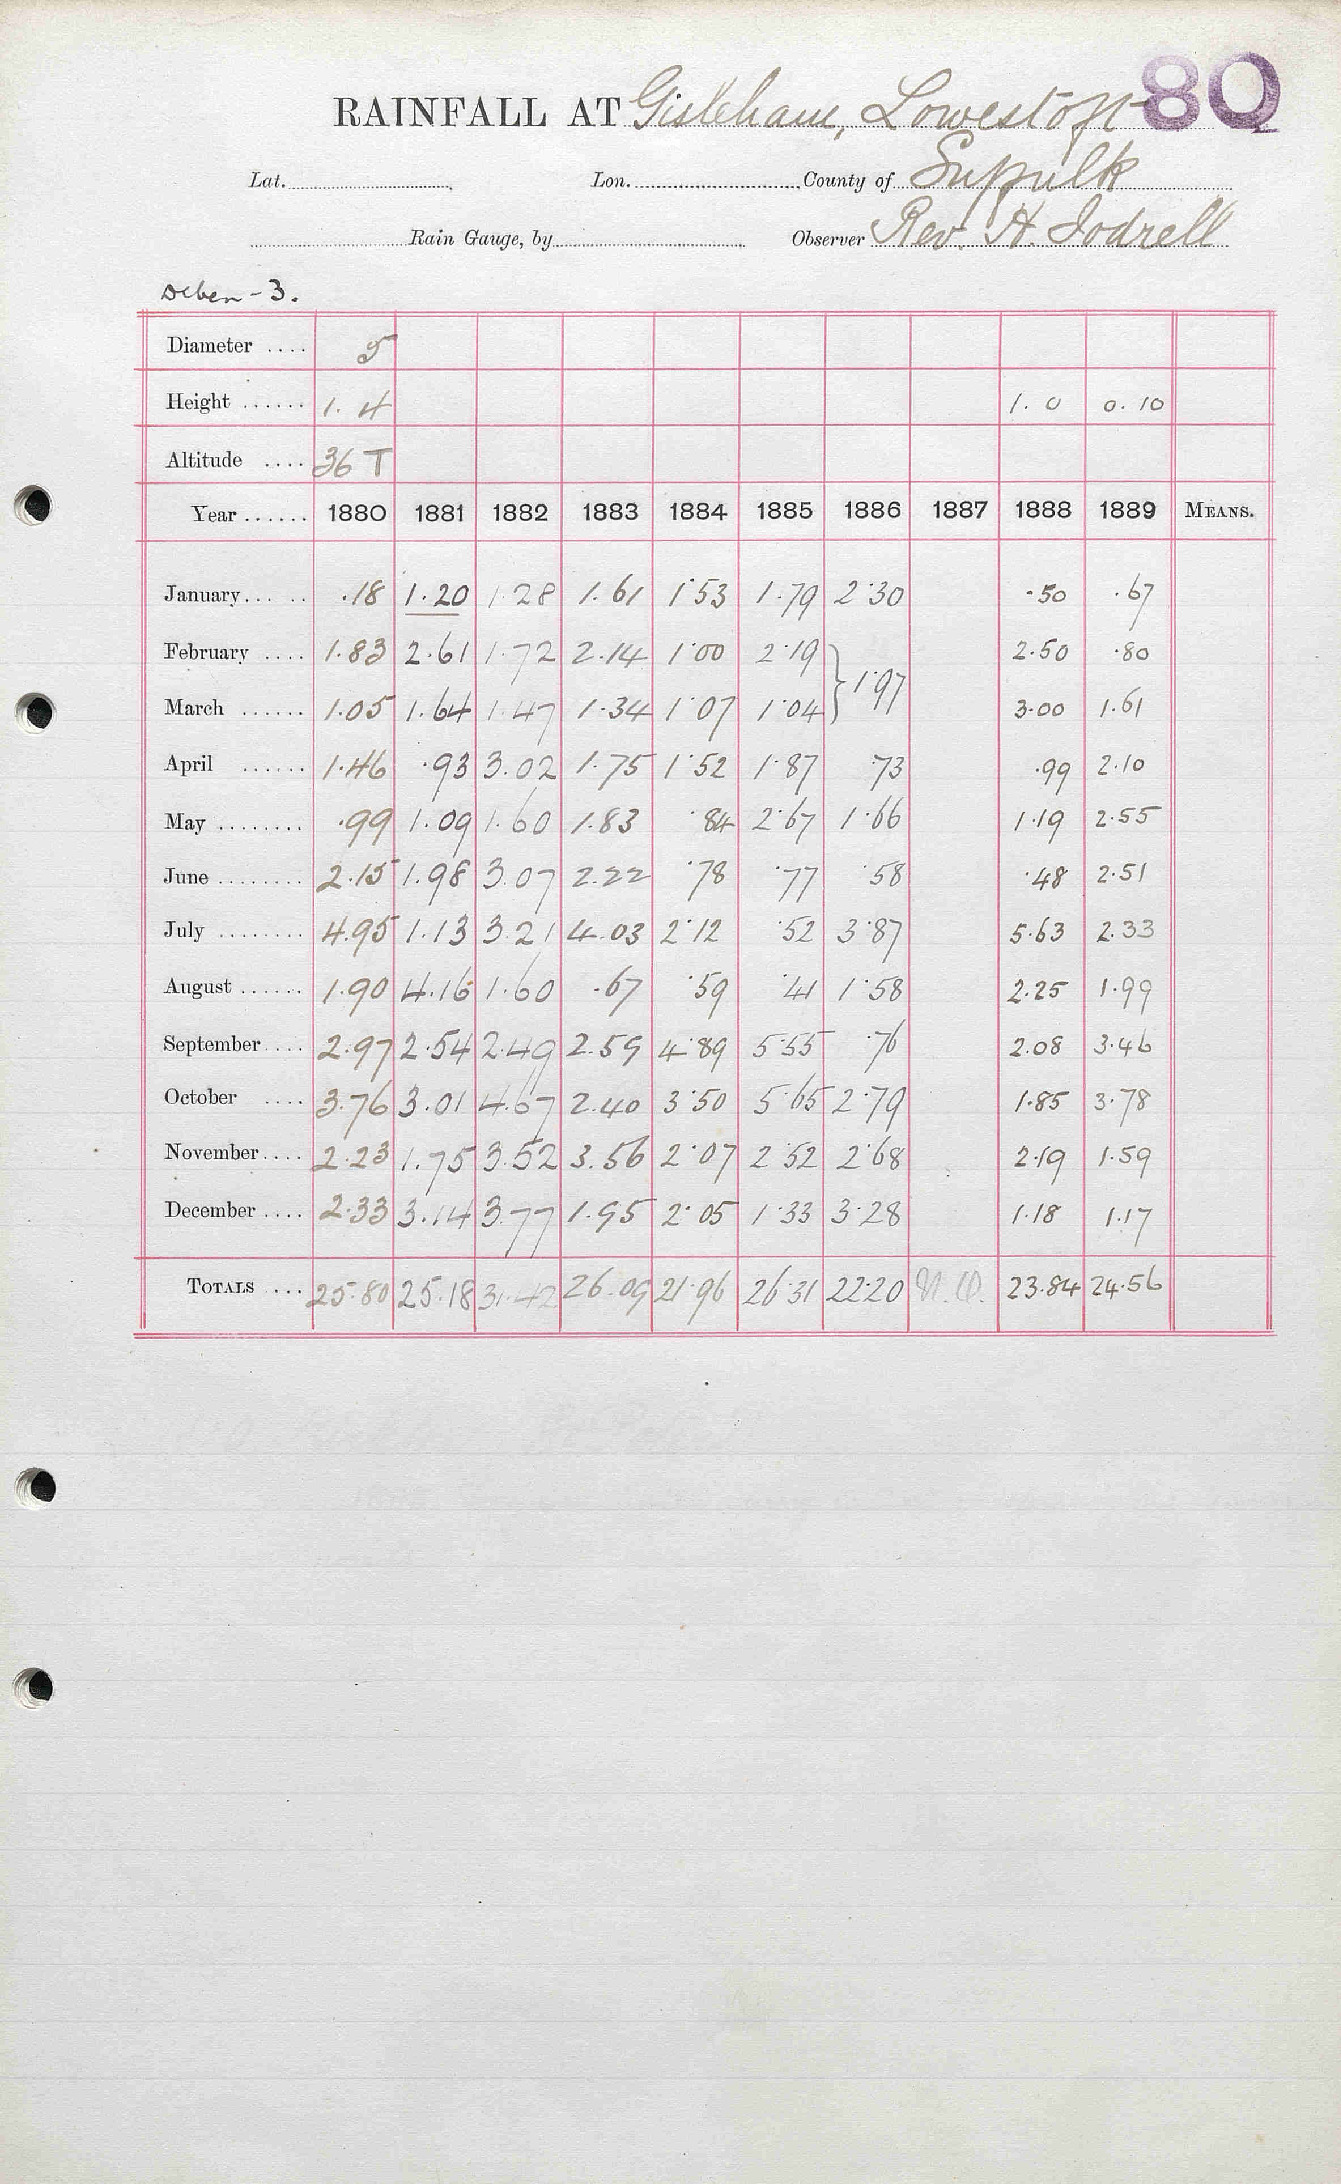 80
RAINFALL AT Gisleham, Lowestoft
Lat. Lon. County of Suffolk
Rain Gauge, by Observer Rev. H. Jodrell
Deben - 3.
Diameter .... 5
Height ...... 1. 4 1. 0 0. 10
Altitude .... 36 T
Year ...... 1880 1881 1882 1883 1884 1885 1886 1887 1888 1889 MEANS.
January ... .18 1.20 1.28 1.61 1.53 1.79 2.30 .50 .67
February .... 1.83 2.61 1.72 2.14 1.00 2.19 } 1.97 2.50 .80
March ...... 1.05 1.64 1.47 1.34 1.07 1.04 3.00 1.61
April ...... 1.46 .93 3.02 1.75 1.52 1.87 .73 .99 2.10
May ........ .99 1.09 1.60 1.83 .84 2.67 1.66 1.19 2.55
June ........ 2.15 1.98 3.07 2.22 .78 .77 .58 .48 2.51
July ........ 4.95 1.13 3.21 4.03 2.12 .52 3.87 5.63 2.33
August ...... 1.90 4.16 1.60 .67 .59 .41 1.58 2.25 1.99
September .... 2.97 2.54 2.49 2.59 4.89 5.55 .76 2.08 3.46
October .... 3.76 3.01 4.67 2.40 3.50 5.65 2.79 1.85 3.78
November .... 2.23 1.75 3.52 3.56 2.07 2.52 2.68 2.19 1.59
December .... 2.33 3.14 3.77 1.95 2.05 1.33 3.28 1.18 1.17
TOTALS .... 25.80 25.18 31.42 26.09 21.96 26.31 22.20 23.84 24.56